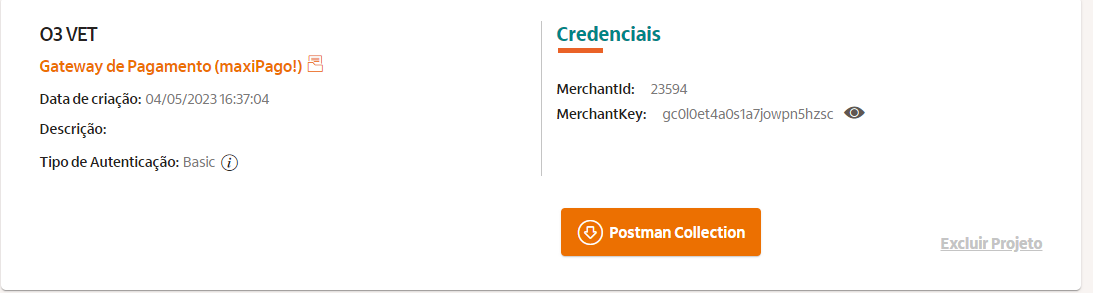 O3 VET
Gateway de Pagamento (maxiPago!)
Data de criação: 04/05/2023 16:37:04
Descrição:
Tipo de Autenticação: Basic i
Credenciais
MerchantId: 23594
MerchantKey: gc0l0et4a0s1a7jowpn5hzsc
Postman Collection
Excluir Projeto